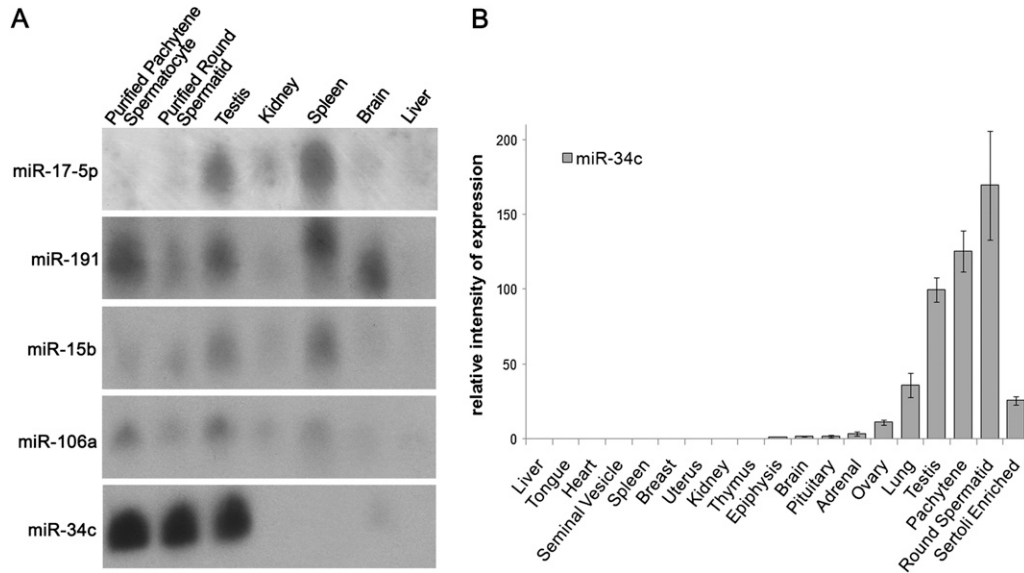 A
Purified Pachytene
Spermatocyte
Purified Round
Spermatid
Testis
Kidney
Spleen
Brain
Liver
miR-17-5p
miR-191
miR-15b
miR-106a
miR-34c
B
relative intensity of expression
200
150
100
50
0
miR-34c
Liver
Tongue
Heart
Seminal Vesicle
Spleen
Breast
Uterus
Kidney
Thymus
Epiphysis
Brain
Pituitary
Adrenal
Ovary
Lung
Testis
Pachytene
Round Spermatid
Sertoli Enriched